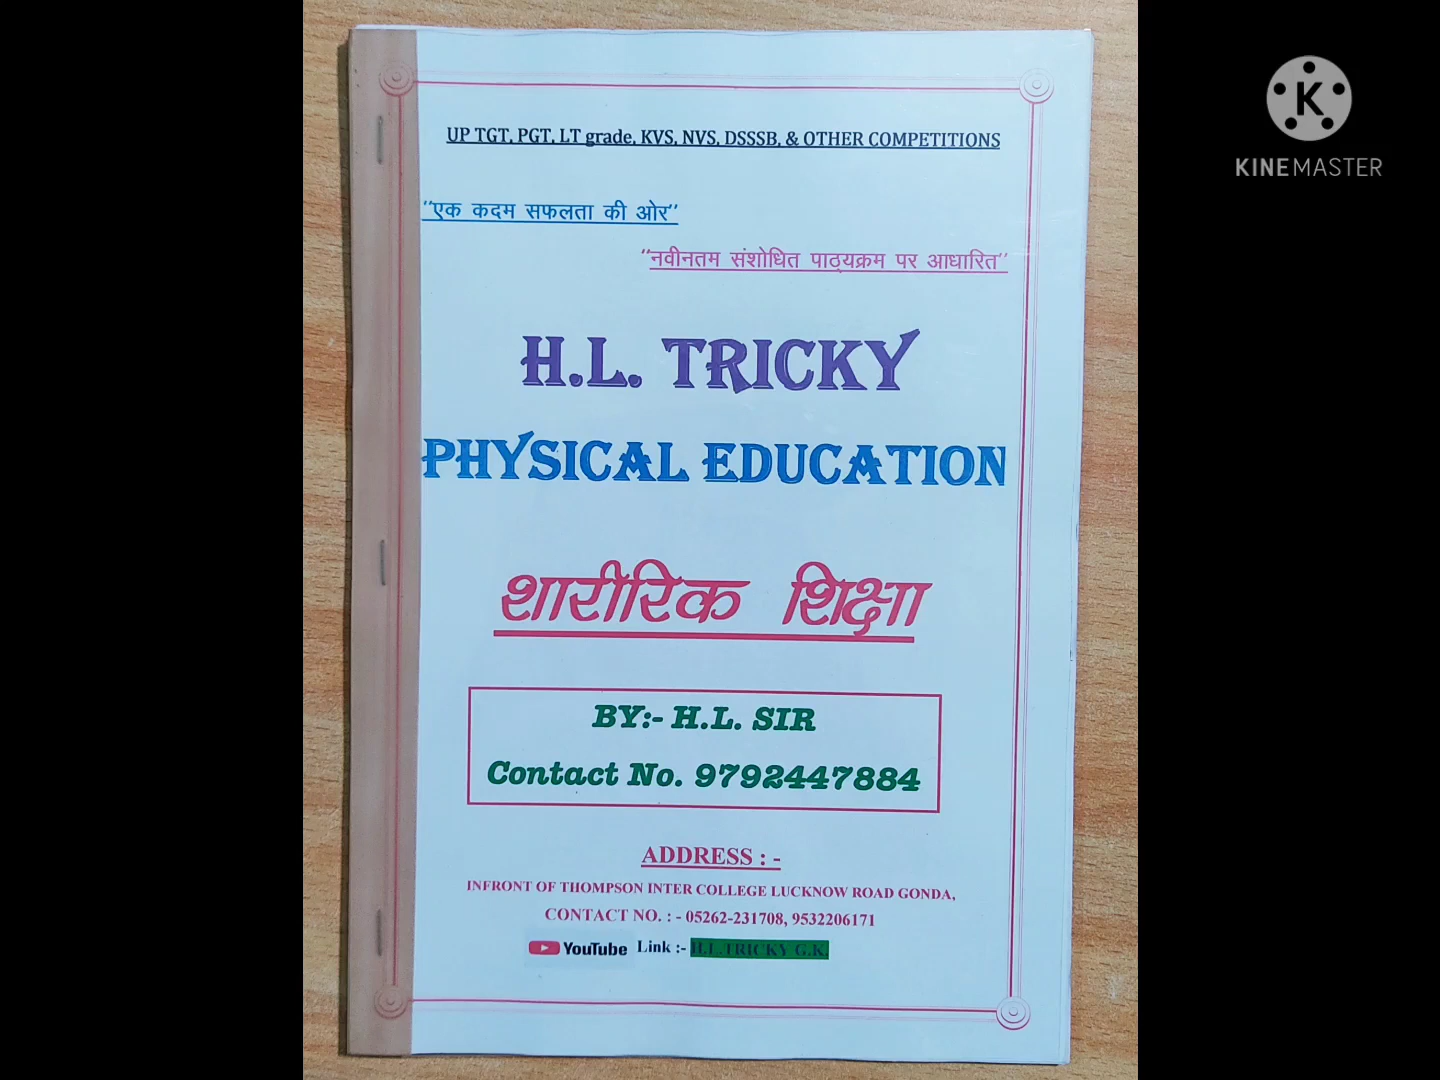 UP TGT, PGT, LT grade, KVS, NVS, DSSSB, & OTHER COMPETITIONS
“एक कदम सफलता की ओर”
“नवीनतम संशोधित पाठ्यक्रम पर आधारित”
H.L. TRICKY
PHYSICAL EDUCATION
शारीरिक शिक्षा
BY:- H.L. SIR
Contact No. 9792447884
ADDRESS : -
INFRONT OF THOMPSON INTER COLLEGE LUCKNOW ROAD GONDA,
CONTACT NO. : - 05262-231708, 9532206171
YouTube Link :- H.L.TRICKY G.K.
K
KINEMASTER